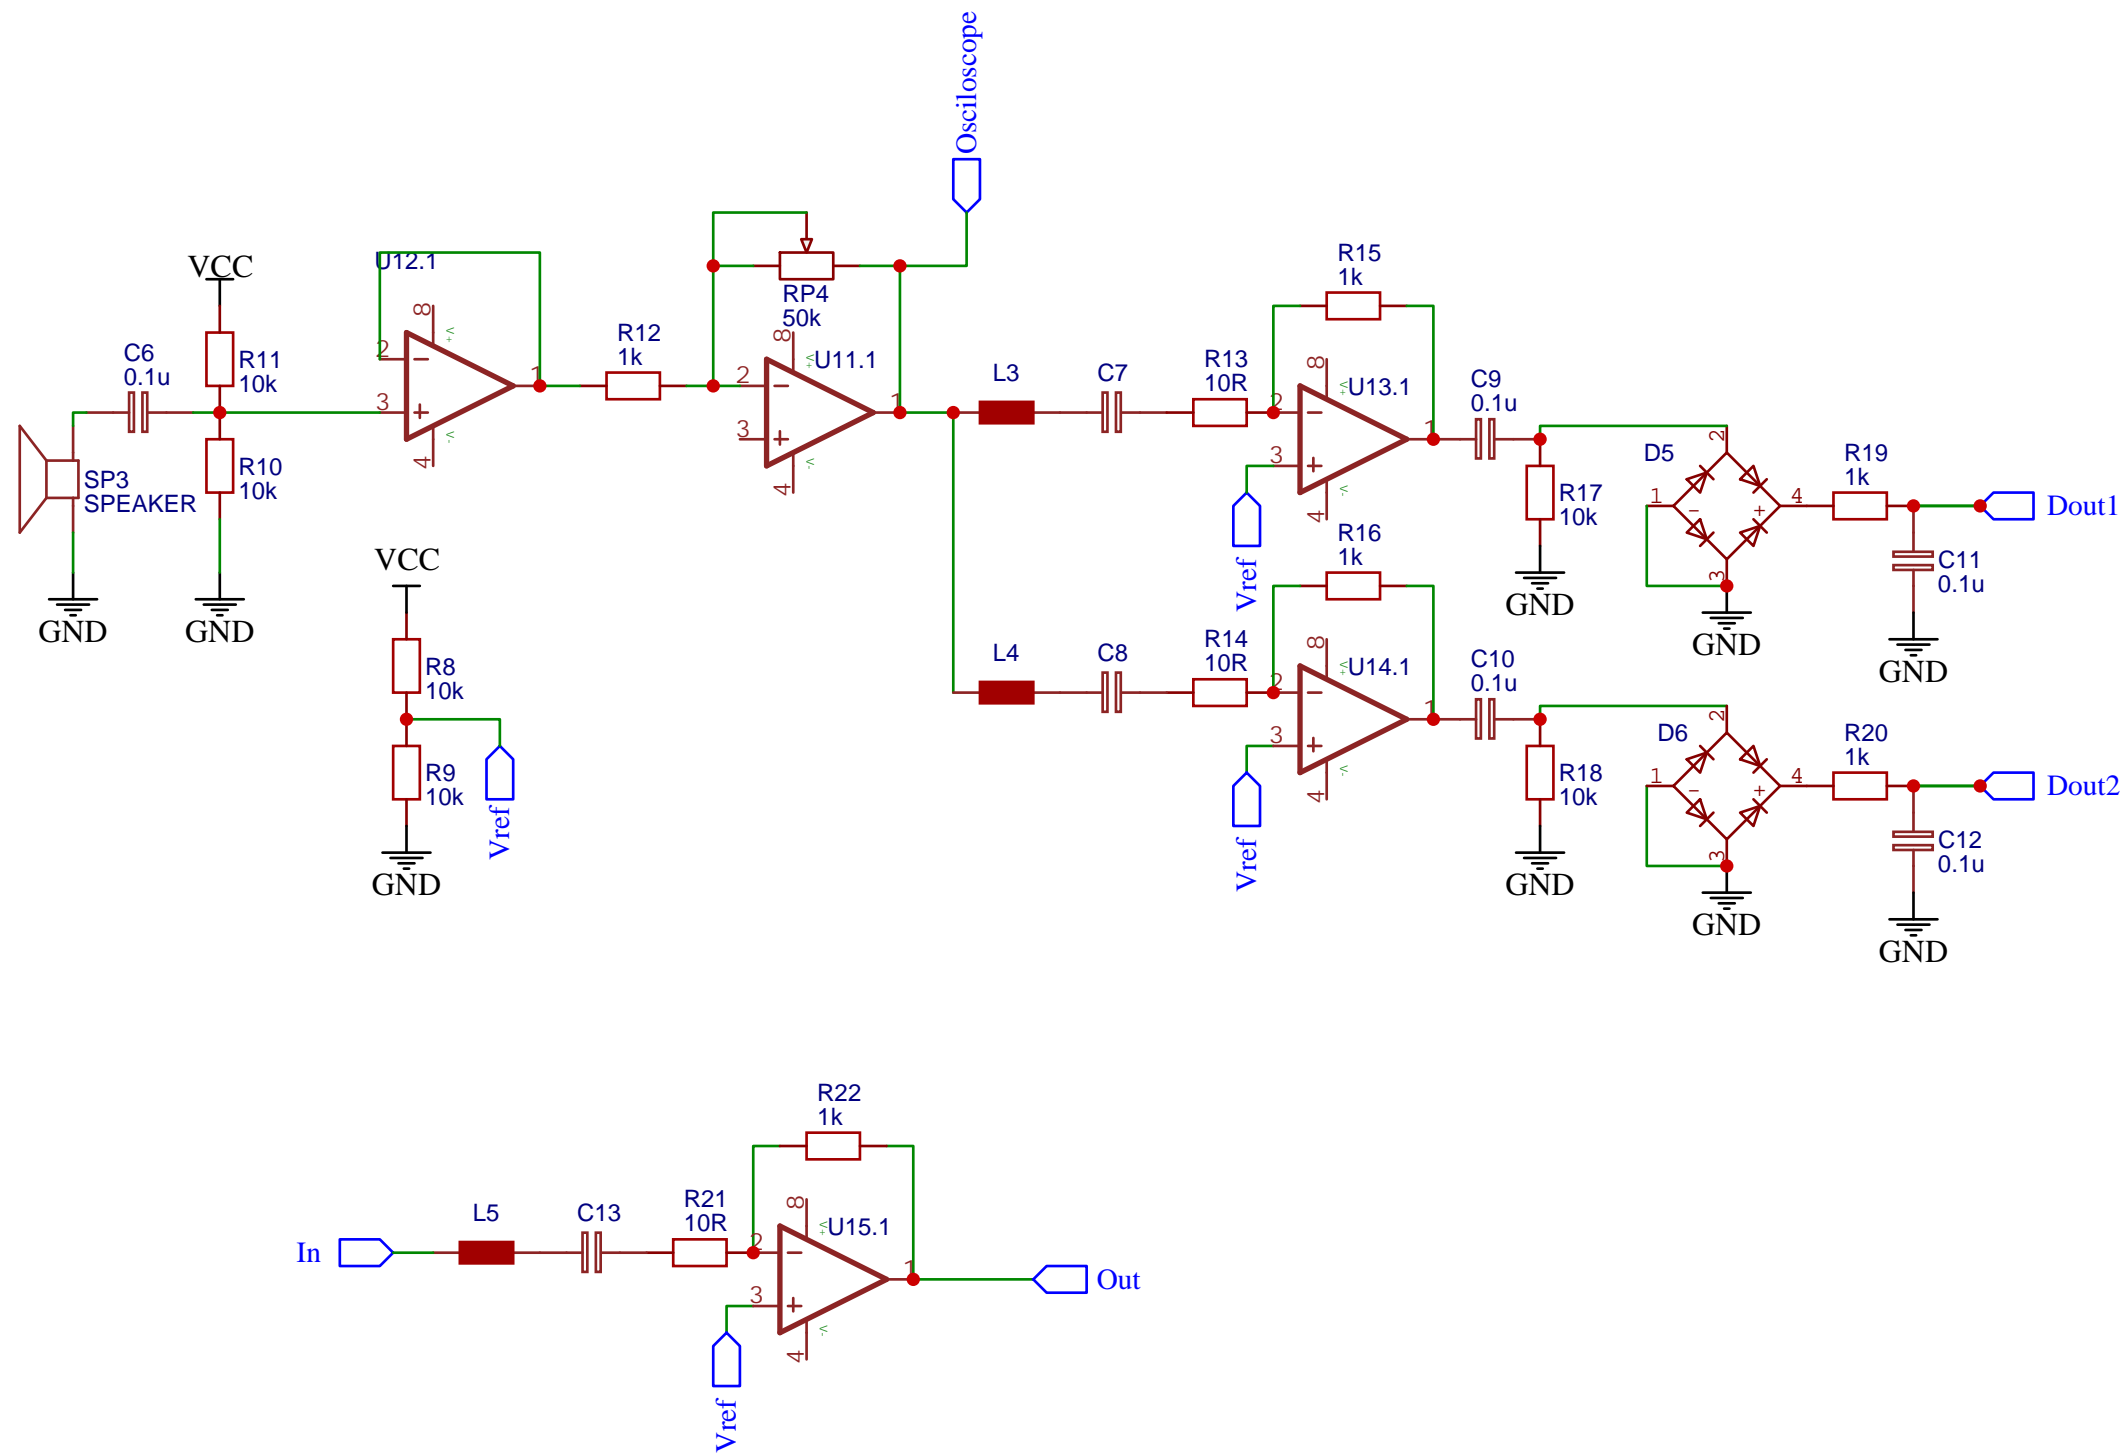 Osciloscope
VCC
U12.1
8
V+
2
3
1
V-
4
C6
0.1u
R11
10k
R10
10k
SP3
SPEAKER
GND
GND
R12
1k
RP4
50k
8
V+
U11.1
2
3
1
V-
4
L3
C7
R13
10R
R15
1k
8
V+
U13.1
2
3
1
V-
4
Vref
C9
0.1u
R17
10k
GND
D5
2
1
4
3
GND
R19
1k
Dout1
C11
0.1u
GND
VCC
R8
10k
R9
10k
Vref
GND
L4
C8
R14
10R
R16
1k
8
V+
U14.1
2
3
1
V-
4
Vref
C10
0.1u
R18
10k
GND
D6
2
1
4
3
GND
R20
1k
Dout2
C12
0.1u
GND
In
L5
C13
R21
10R
R22
1k
8
V+
U15.1
2
3
1
V-
4
Vref
Out